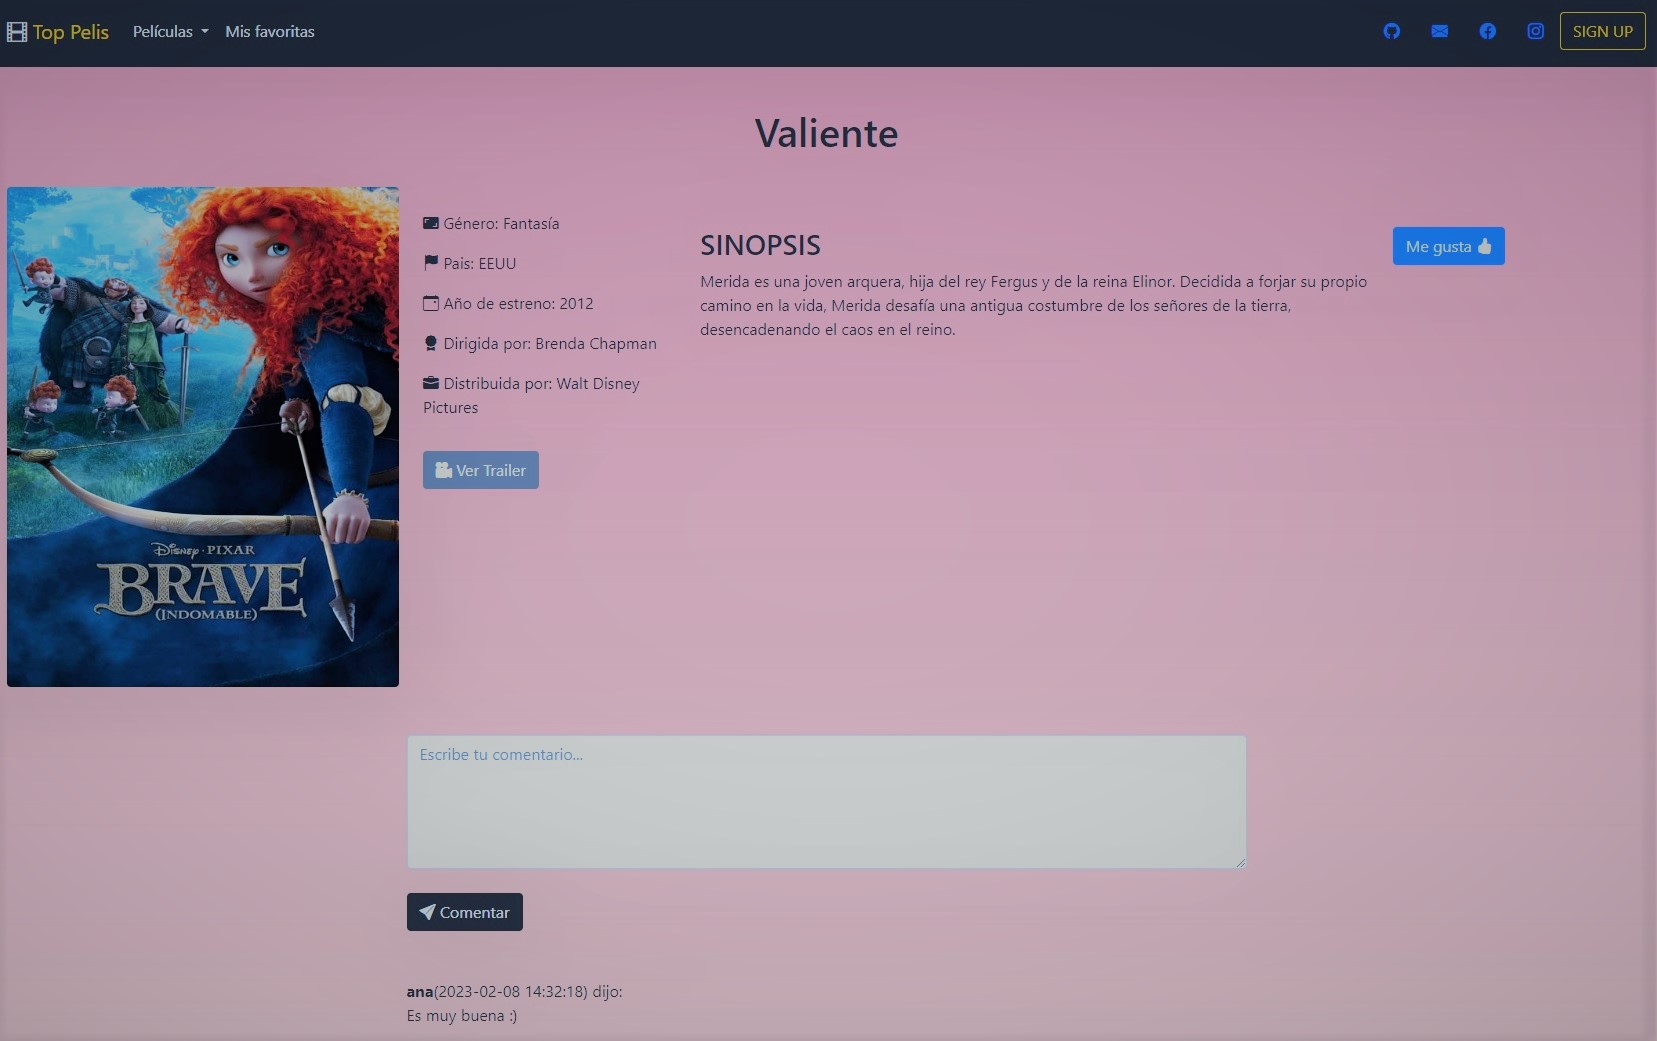 Top Pelis
Películas
Mis favoritas
SIGN UP
Valiente
Disney · PIXAR
BRAVE
(INDOMABLE)
Género: Fantasía
Pais: EEUU
Año de estreno: 2012
Dirigida por: Brenda Chapman
Distribuida por: Walt Disney
Pictures
Ver Trailer
SINOPSIS
Merida es una joven arquera, hija del rey Fergus y de la reina Elinor. Decidida a forjar su propio
camino en la vida, Merida desafía una antigua costumbre de los señores de la tierra,
desencadenando el caos en el reino.
Me gusta
Escribe tu comentario...
Comentar
ana(2023-02-08 14:32:18) dijo:
Es muy buena :)